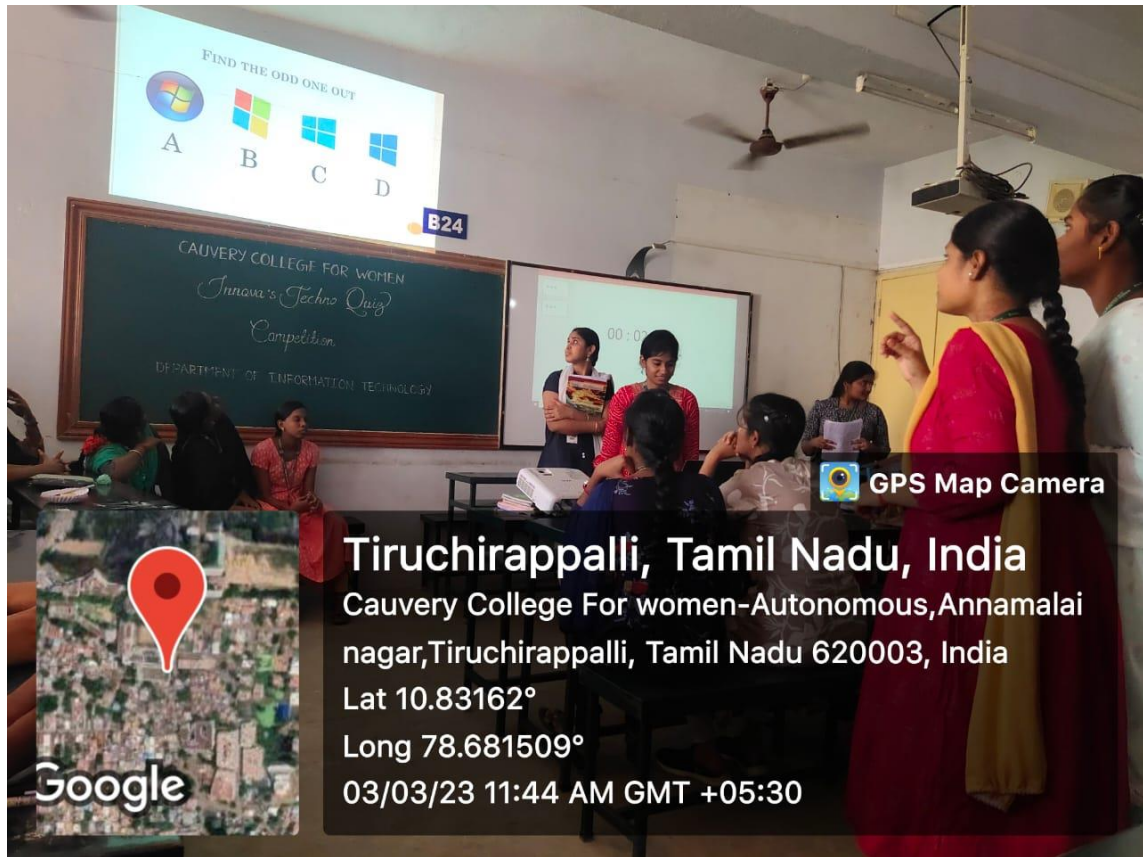 FIND THE ODD ONE OUT
A
B
C
D
B24
CAUVERY COLLEGE FOR WOMEN
Innova's Techno Quiz
Competition
DEPARTMENT OF INFORMATION TECHNOLOGY
GPS Map Camera
Tiruchirappalli, Tamil Nadu, India
Cauvery College For women-Autonomous,Annamalai
nagar,Tiruchirappalli, Tamil Nadu 620003, India
Lat 10.83162°
Long 78.681509°
03/03/23 11:44 AM GMT +05:30
Google